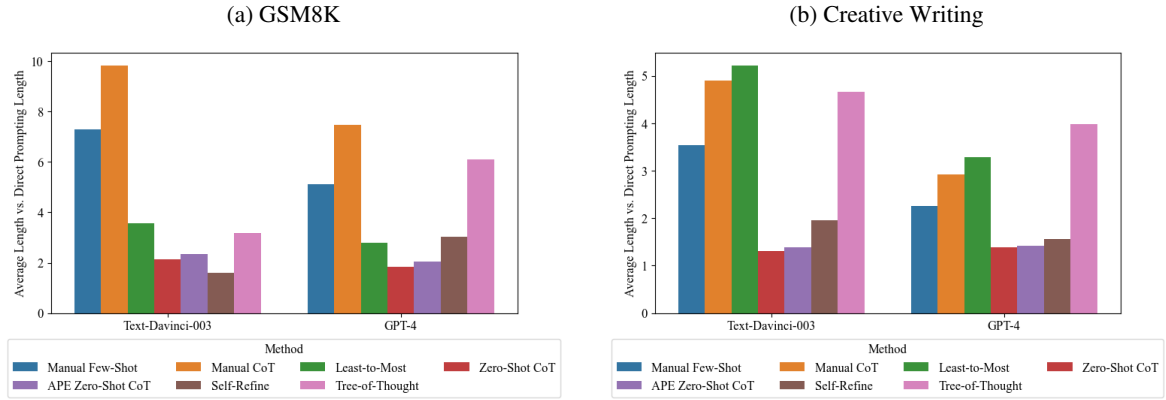 (a) GSM8K
Average Length vs. Direct Prompting Length
10
8
6
4
2
0
Text-Davinci-003 GPT-4
Method
Manual Few-Shot Manual CoT Least-to-Most Zero-Shot CoT
APE Zero-Shot CoT Self-Refine Tree-of-Thought
(b) Creative Writing
Average Length vs. Direct Prompting Length
5
4
3
2
1
0
Text-Davinci-003 GPT-4
Method
Manual Few-Shot Manual CoT Least-to-Most Zero-Shot CoT
APE Zero-Shot CoT Self-Refine Tree-of-Thought